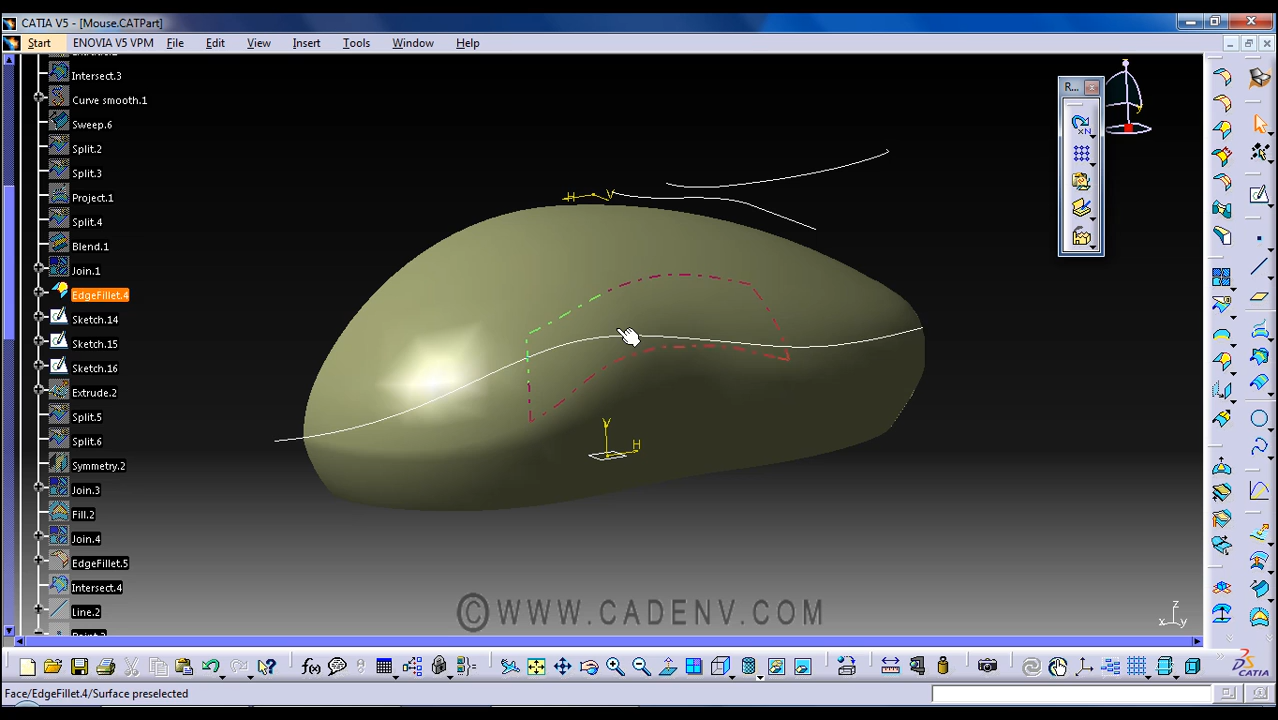 CATIA V5 - [Mouse.CATPart]
Start ENOVIA V5 VPM File Edit View Insert Tools Window Help
Intersect.3
Curve smooth.1
Sweep.6
Split.2
Split.3
Project.1
Split.4
Blend.1
Join.1
EdgeFillet.4
Sketch.14
Sketch.15
Sketch.16
Extrude.2
Split.5
Split.6
Symmetry.2
Join.3
Fill.2
Join.4
EdgeFillet.5
Intersect.4
Line.2
R...
H V
V
H
z
x y
© WWW.CADENV.COM
f(x)
CATIA
Face/EdgeFillet.4/Surface preselected